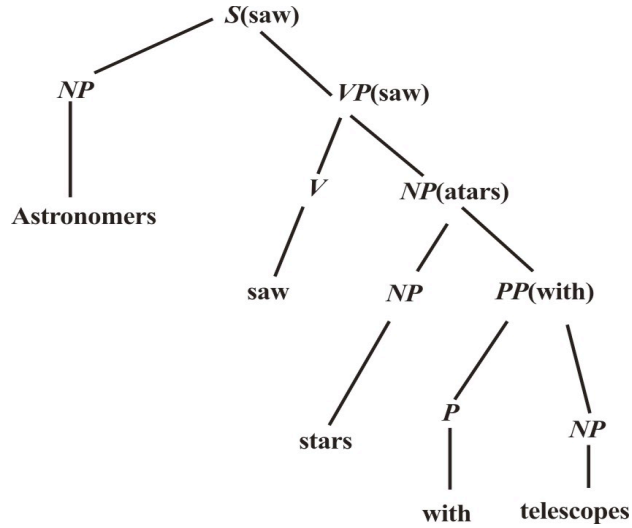 S(saw)
NP
VP(saw)
V
NP(atars)
Astronomers
saw
NP
PP(with)
P
NP
stars
with
telescopes